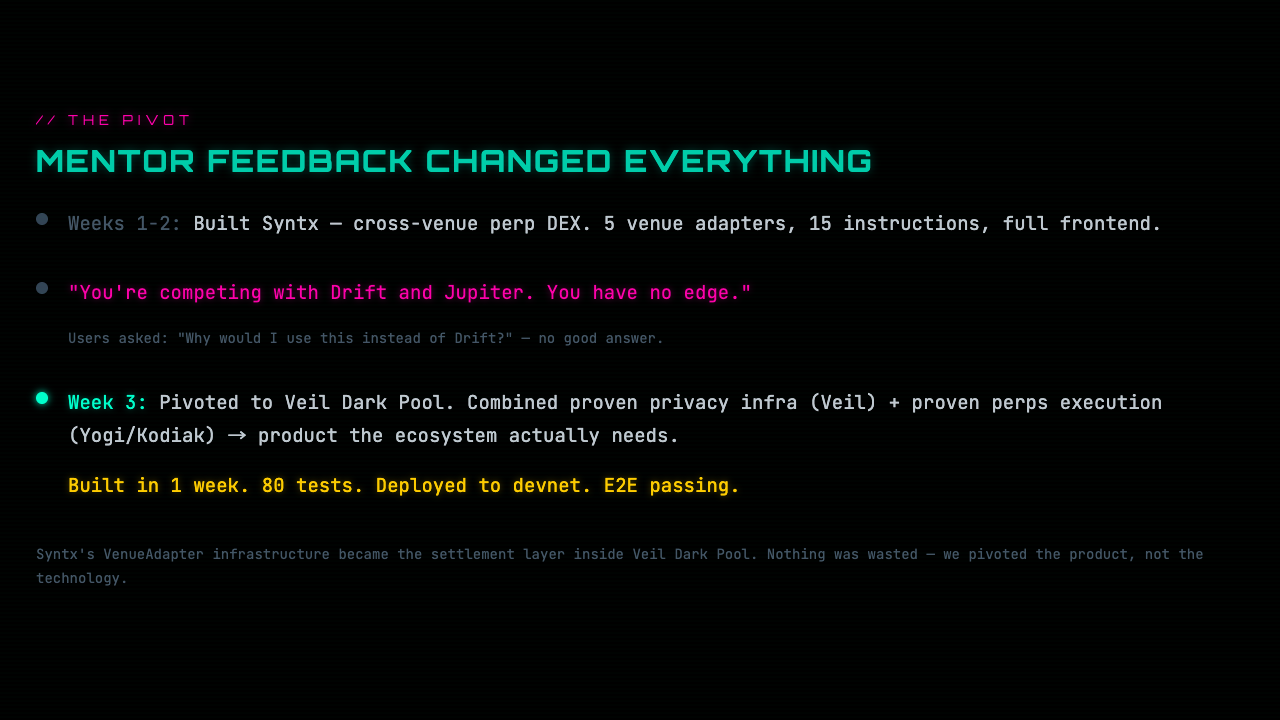 // THE PIVOT
MENTOR FEEDBACK CHANGED EVERYTHING
Weeks 1-2: Built Syntx — cross-venue perp DEX. 5 venue adapters, 15 instructions, full frontend.
"You're competing with Drift and Jupiter. You have no edge."
Users asked: "Why would I use this instead of Drift?" — no good answer.
Week 3: Pivoted to Veil Dark Pool. Combined proven privacy infra (Veil) + proven perps execution
(Yogi/Kodiak) → product the ecosystem actually needs.
Built in 1 week. 80 tests. Deployed to devnet. E2E passing.
Syntx's VenueAdapter infrastructure became the settlement layer inside Veil Dark Pool. Nothing was wasted — we pivoted the product, not the
technology.